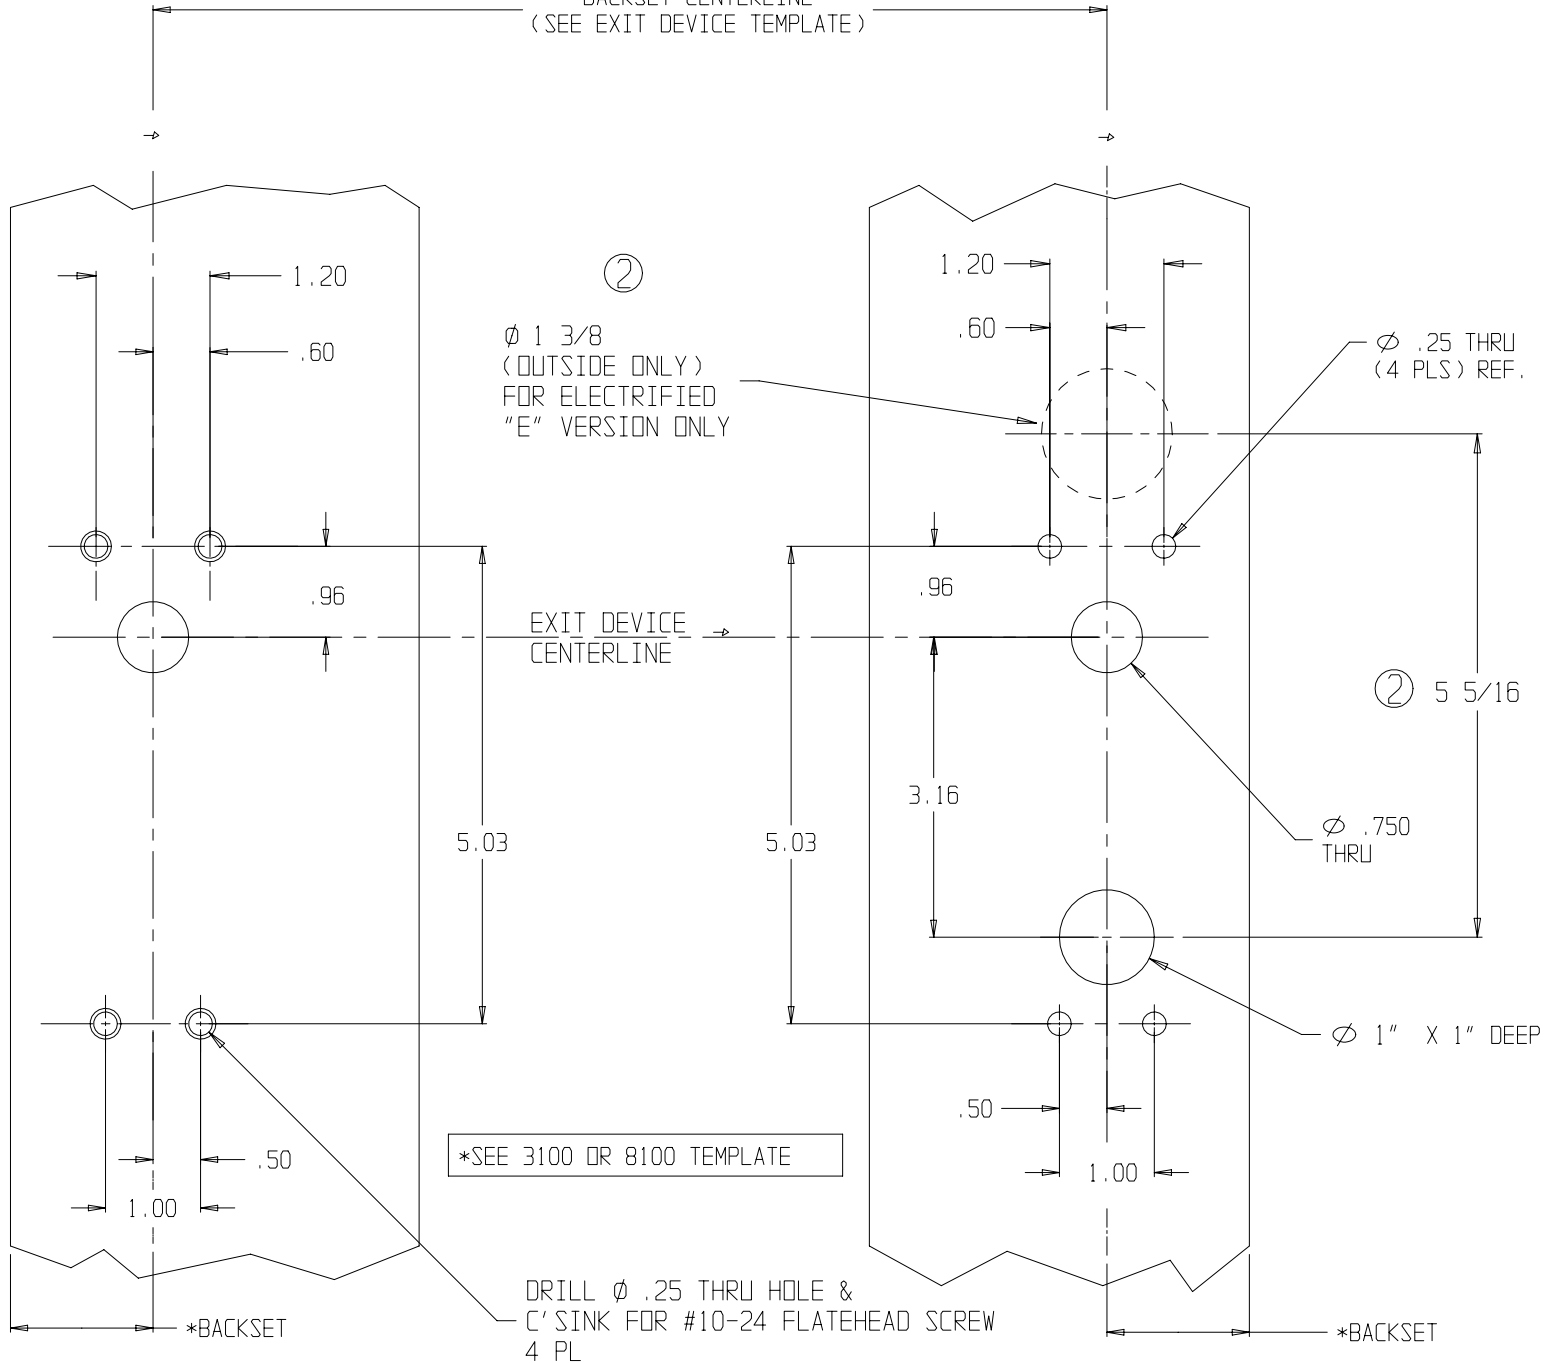 BACKSET CENTERLINE
(SEE EXIT DEVICE TEMPLATE)
1.20
.60
2
Ø 1 3/8
(OUTSIDE ONLY)
FOR ELECTRIFIED
"E" VERSION ONLY
1.20
.60
Ø .25 THRU
(4 PLS) REF.
.96
.96
EXIT DEVICE
CENTERLINE
2 5 5/16
3.16
5.03
5.03
Ø .750
THRU
Ø 1" X 1" DEEP
.50
1.00
.50
1.00
*SEE 3100 OR 8100 TEMPLATE
DRILL Ø .25 THRU HOLE &
C'SINK FOR #10-24 FLATEHEAD SCREW
4 PL
*BACKSET
*BACKSET